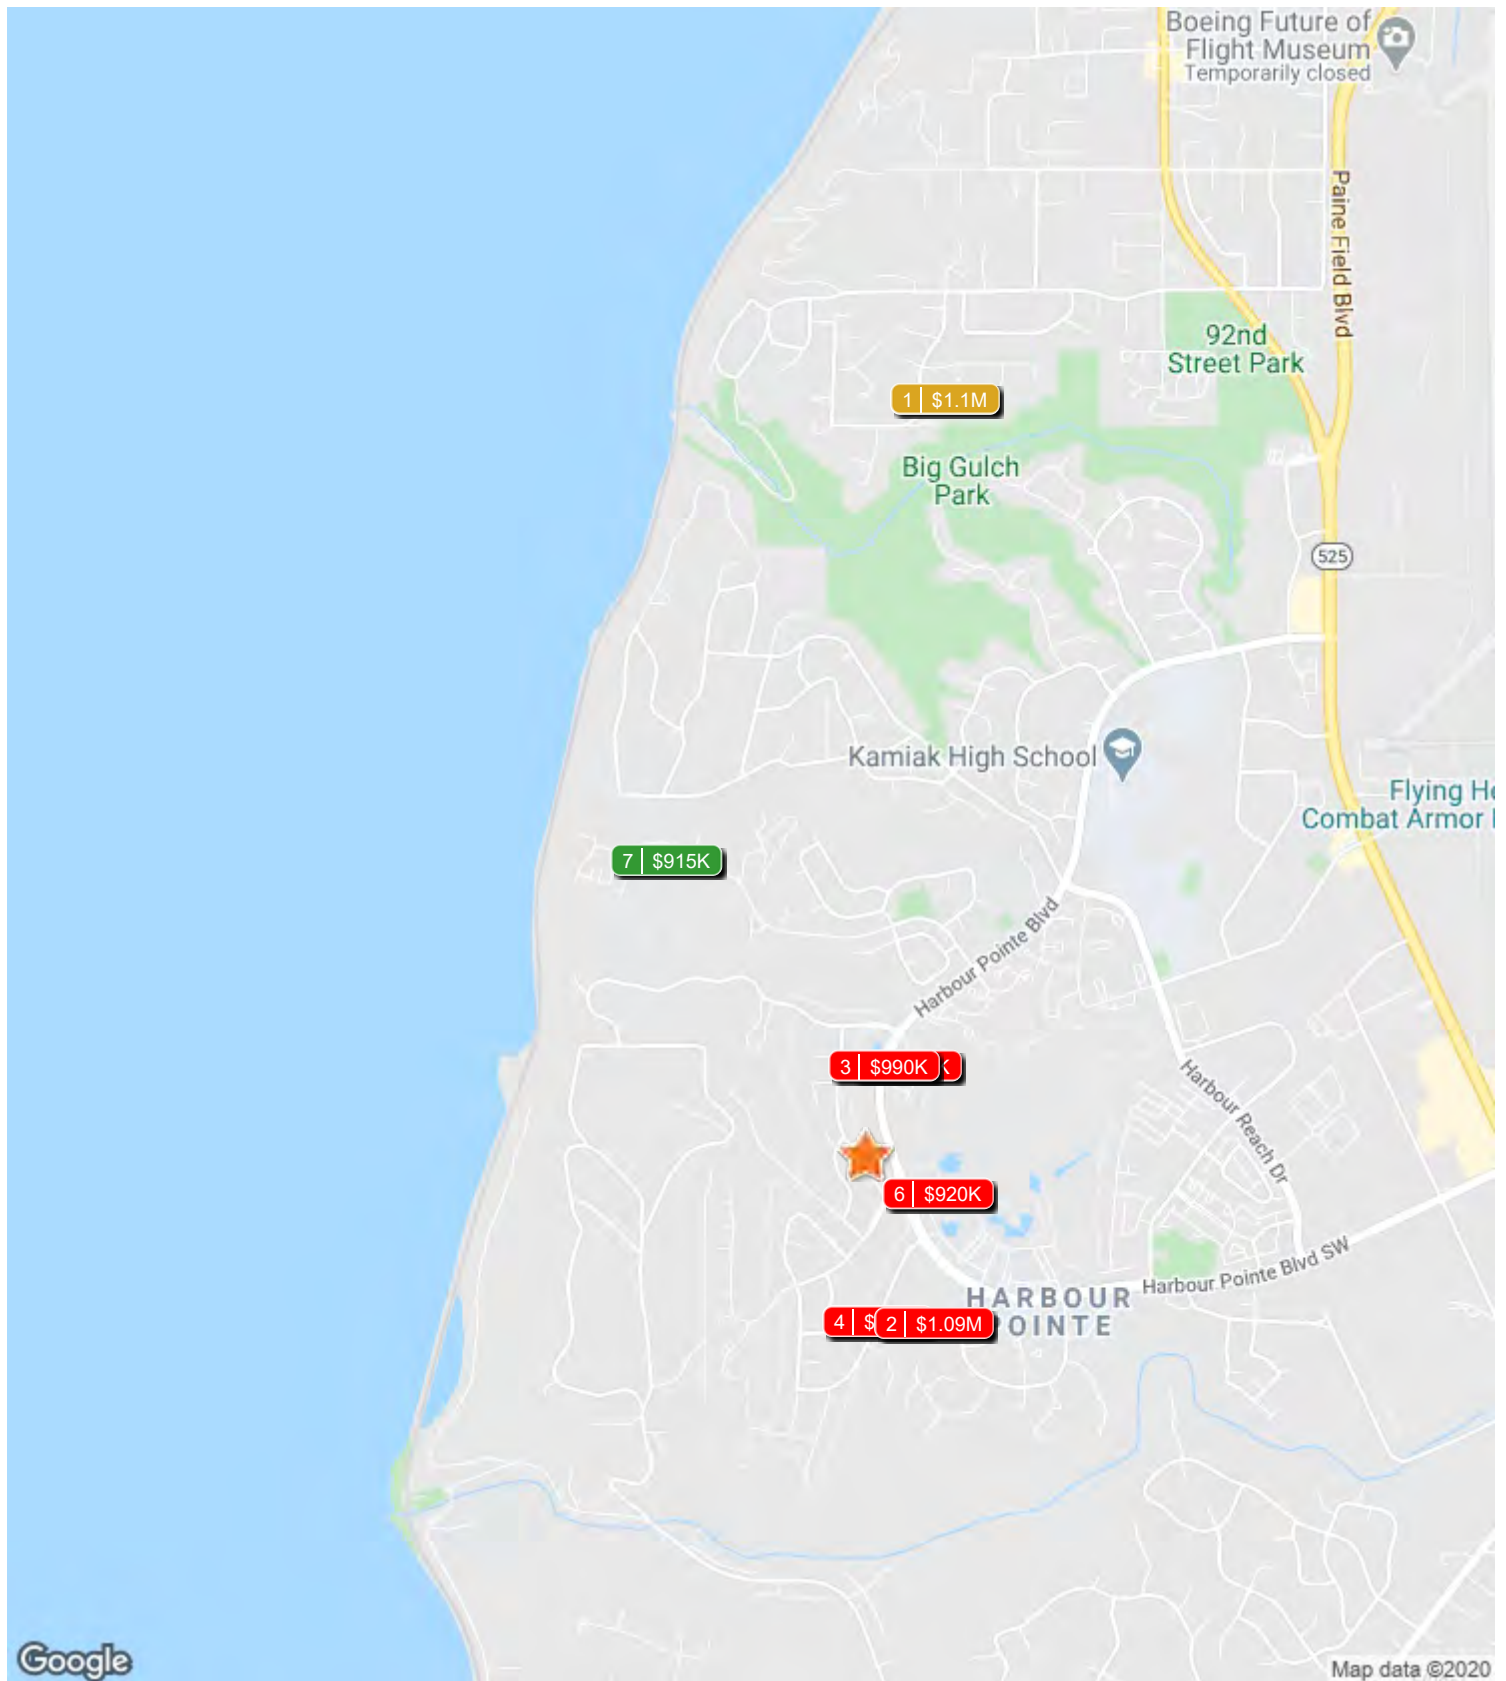 Boeing Future of
Flight Museum
Temporarily closed
Paine Field Blvd
92nd
Street Park
1 $1.1M
Big Gulch
Park
525
Kamiak High School
Flying
Combat Armor
7 $915K
Harbour Pointe Blvd
3 $990K
K
Harbour Reach Dr
6 $920K
Harbour Pointe Blvd SW
HARBOUR
4 $
2 $1.09M
OINTE
Google
Map data ©2020